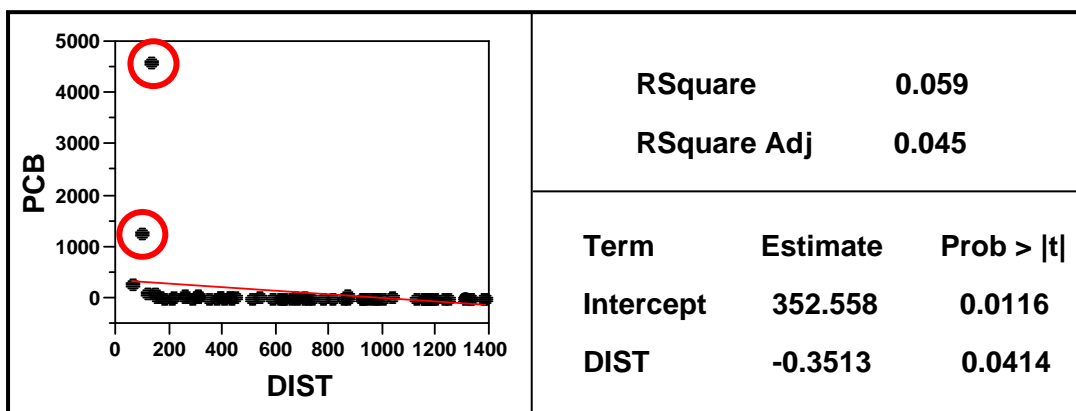 5000
4000
3000
2000
1000
0
PCB
0 200 400 600 800 1000 1200 1400
DIST
RSquare 0.059
RSquare Adj 0.045
Term Estimate Prob > |t|
Intercept 352.558 0.0116
DIST -0.3513 0.0414